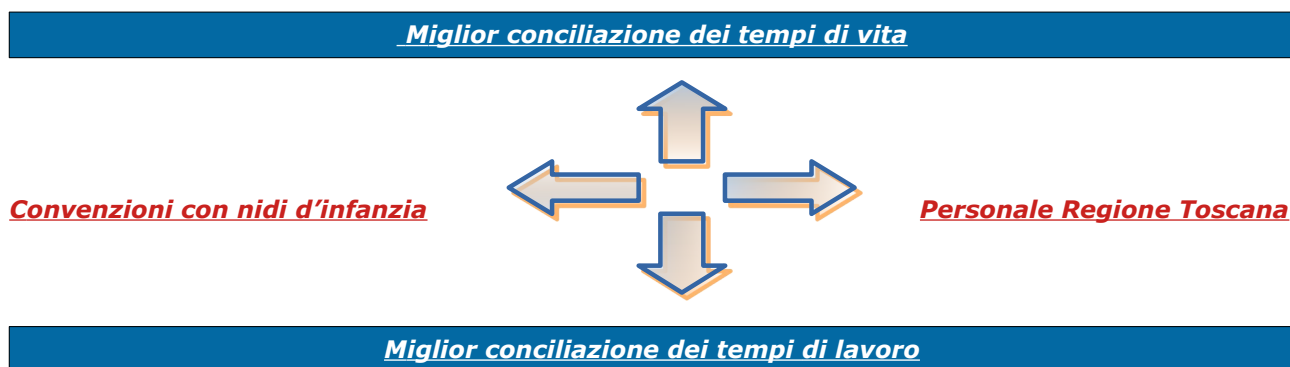 Miglior conciliazione dei tempi di vita
Convenzioni con nidi d’infanzia
Personale Regione Toscana
Miglior conciliazione dei tempi di lavoro